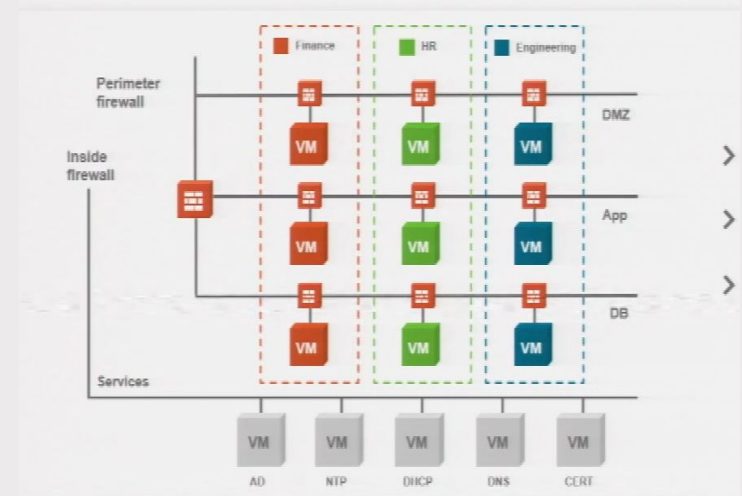 Finance
HR
Engineering
Perimeter
firewall
DMZ
VM
VM
VM
Inside
firewall
App
VM
VM
VM
DB
VM
VM
VM
Services
VM
VM
VM
VM
VM
AD
NTP
DHCP
DNS
CERT